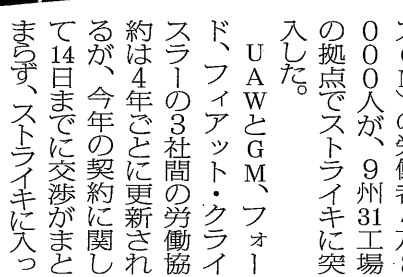 の労働者
000人が、9州31工場
の拠点でストライキに突
入した。
UAWとGM、フォー
ド、フィアット・クライ
スラーの3社間の労働協
約は4年ごとに更新され
るが、今年の契約に関し
て14日までに交渉がまと
まらず、ストライキに入っ